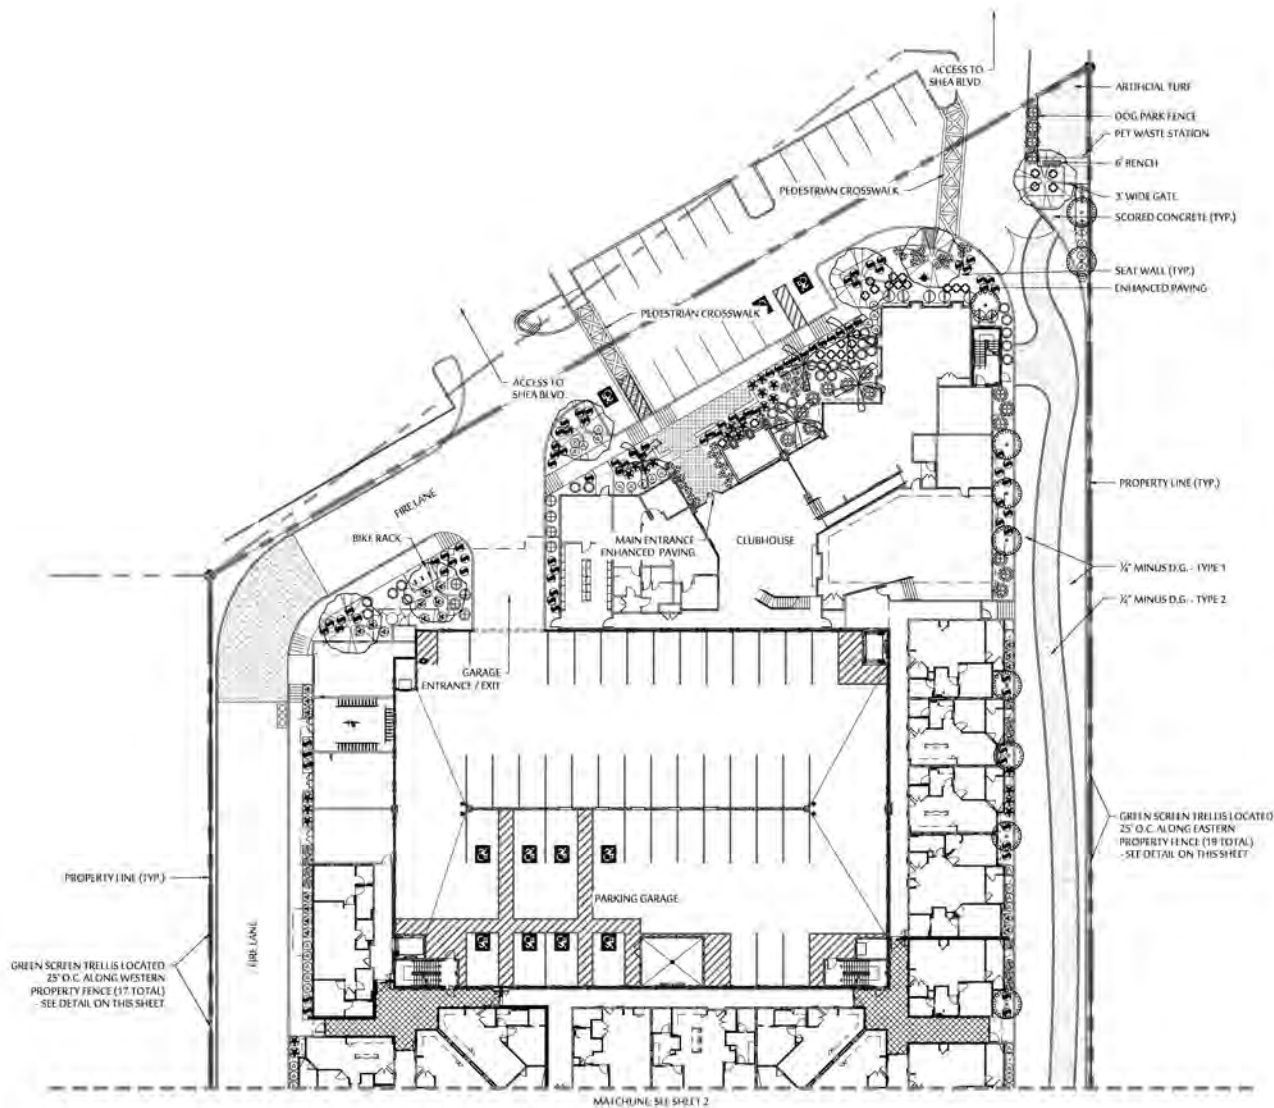 ACCESS TO
SHEA BLVD.
ARTIFICIAL TURF
DOG PARK FENCE
PET WASTE STATION
6' BENCH
3' WIDE GATE
SCORED CONCRETE (TYP.)
PEDESTRIAN CROSSWALK
SEAT WALL (TYP.)
ENHANCED PAVING
PEDESTRIAN CROSSWALK
ACCESS TO
SHEA BLVD.
PROPERTY LINE (TYP.)
FIRE LANE
BIKE RACK
MAIN ENTRANCE
ENHANCED PAVING
CLUBHOUSE
¼" MINUS D.G. - TYPE 1
¼" MINUS D.G. - TYPE 2
GARAGE
ENTRANCE / EXIT
GREEN SCREEN TRELLIS LOCATED
25' O.C. ALONG EASTERN
PROPERTY FENCE (19 TOTAL)
- SEE DETAIL ON THIS SHEET
PROPERTY LINE (TYP.)
PARKING GARAGE
FIRE LANE
GREEN SCREEN TRELLIS LOCATED
25' O.C. ALONG WESTERN
PROPERTY FENCE (17 TOTAL)
- SEE DETAIL ON THIS SHEET
MATCHLINE: SEE SHEET 2